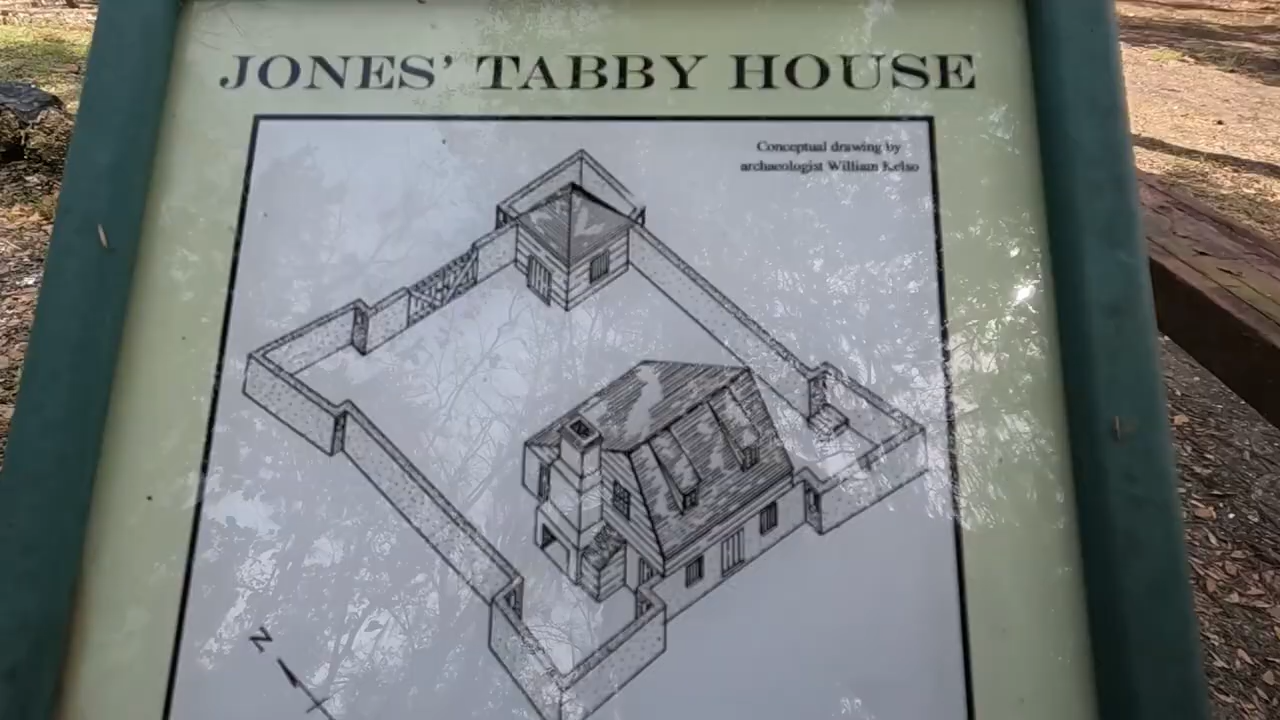 JONES' TABBY HOUSE
Conceptual drawing by
archaeologist William Kelso
N